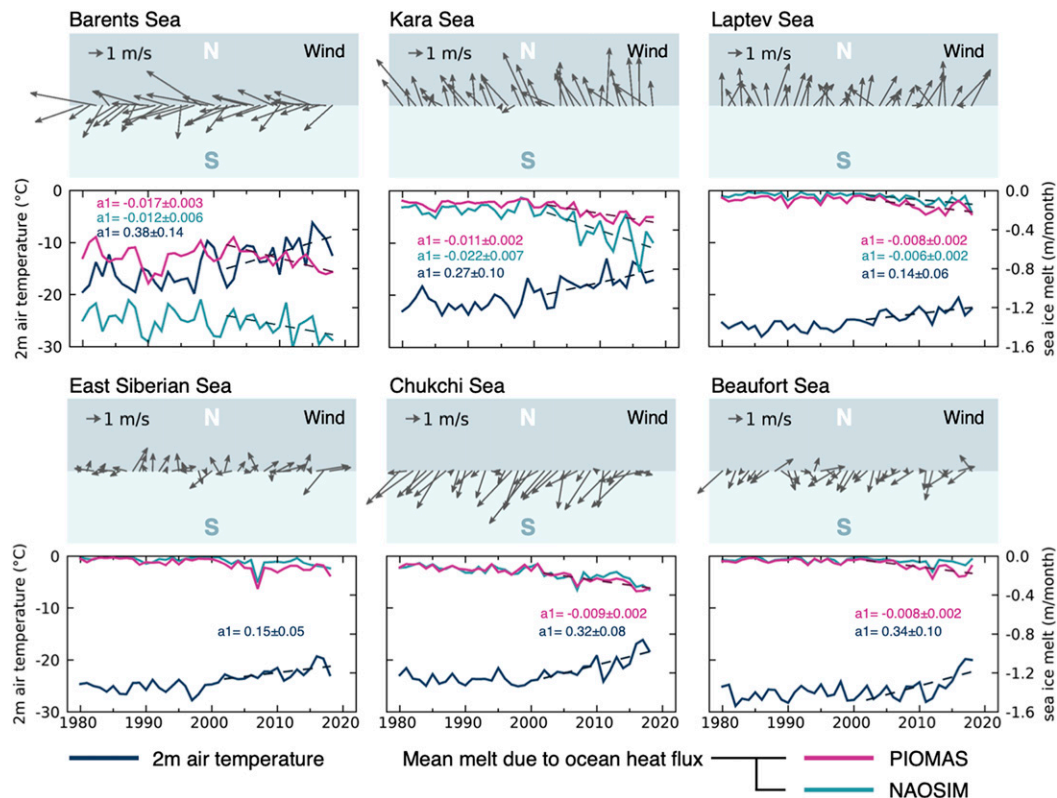 Barents Sea
Kara Sea
Laptev Sea
1 m/s N Wind
1 m/s N Wind
1 m/s N Wind
S
S
S
2m air temperature (°C)
0
-10
-20
-30
a1= -0.017±0.003
a1= -0.012±0.006
a1= 0.38±0.14
a1= -0.011±0.002
a1= -0.022±0.007
a1= 0.27±0.10
a1= -0.008±0.002
a1= -0.006±0.002
a1= 0.14±0.06
0.0
-0.4
-0.8
-1.2
-1.6
sea ice melt (m/month)
East Siberian Sea
Chukchi Sea
Beaufort Sea
1 m/s N Wind
1 m/s N Wind
1 m/s N Wind
S
S
S
2m air temperature (°C)
0
-10
-20
-30
a1= 0.15±0.05
a1= -0.009±0.002
a1= 0.32±0.08
a1= -0.008±0.002
a1= 0.34±0.10
0.0
-0.4
-0.8
-1.2
-1.6
sea ice melt (m/month)
1980 1990 2000 2010 2020
1980 1990 2000 2010 2020
1980 1990 2000 2010 2020
2m air temperature
Mean melt due to ocean heat flux
PIOMAS
NAOSIM